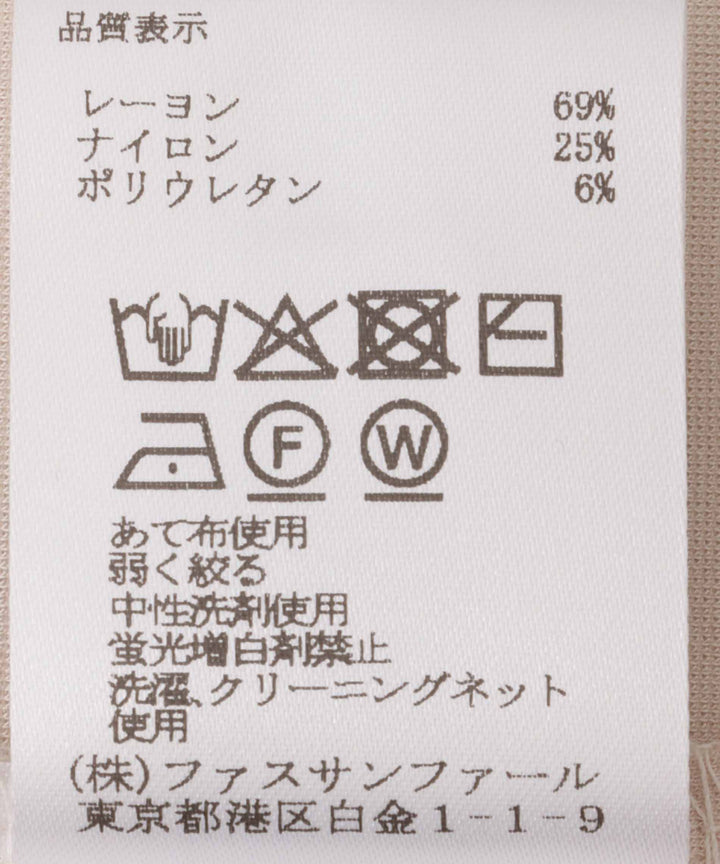 品質表示
レーヨン 69%
ナイロン 25%
ポリウレタン 6%
F W
あて布使用
弱く絞る
中性洗剤使用
蛍光増白剤禁止
洗濯、クリーニングネット
使用
(株)ファスサンファール
東京都港区白金1-1-9